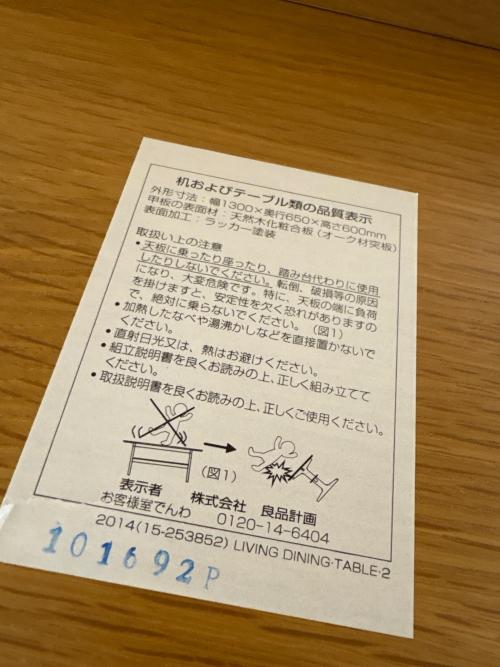 机およびテーブル類の品質表示
外形寸法：幅1300×奥行650×高さ600mm
甲板の表面材：天然木化粧合板（オーク材突板）
表面加工：ラッカー塗装
取扱い上の注意
•天板に乗ったり座ったり、踏み台代わりに使用
したりしないでください。転倒、破損等の原因
になり、大変危険です。特に、天板の端に負荷
を掛けますと、安定性を欠く恐れがありますの
で、絶対に乗らないでください。（図1）
•加熱したなべや湯沸かしなどを直接置かないで
ください。
•直射日光又は、熱はお避けください。
•組立説明書を良くお読みの上、正しく組み立てて
ください。
•取扱説明書を良くお読みの上、正しくご使用ください。
（図1）
表示者 株式会社 良品計画
お客様室でんわ 0120-14-6404
2014(15-253852) LIVING DINING·TABLE·2
101692P